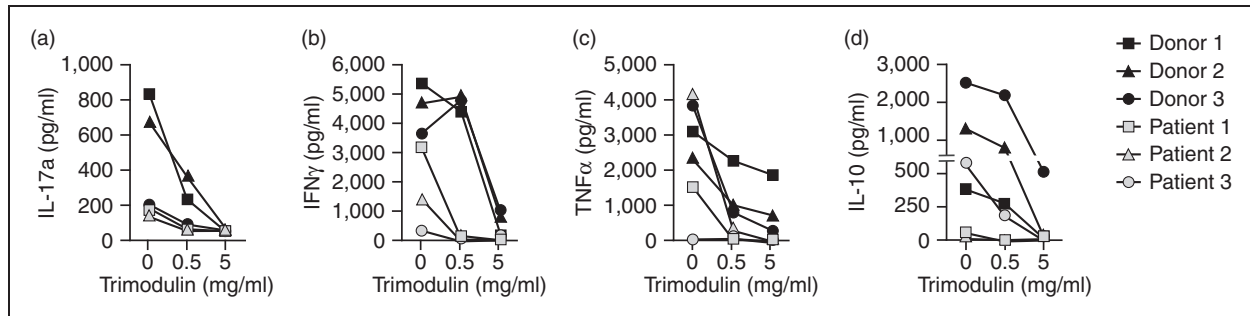 (a)
1,000
800
600
400
200
0
IL-17a (pg/ml)
0 0.5 5
Trimodulin (mg/ml)
(b)
6,000
5,000
4,000
3,000
2,000
1,000
0
IFNγ (pg/ml)
0 0.5 5
Trimodulin (mg/ml)
(c)
5,000
4,000
3,000
2,000
1,000
0
TNFα (pg/ml)
0 0.5 5
Trimodulin (mg/ml)
(d)
3,000
2,000
1,000
500
250
0
IL-10 (pg/ml)
0 0.5 5
Trimodulin (mg/ml)
Donor 1
Donor 2
Donor 3
Patient 1
Patient 2
Patient 3